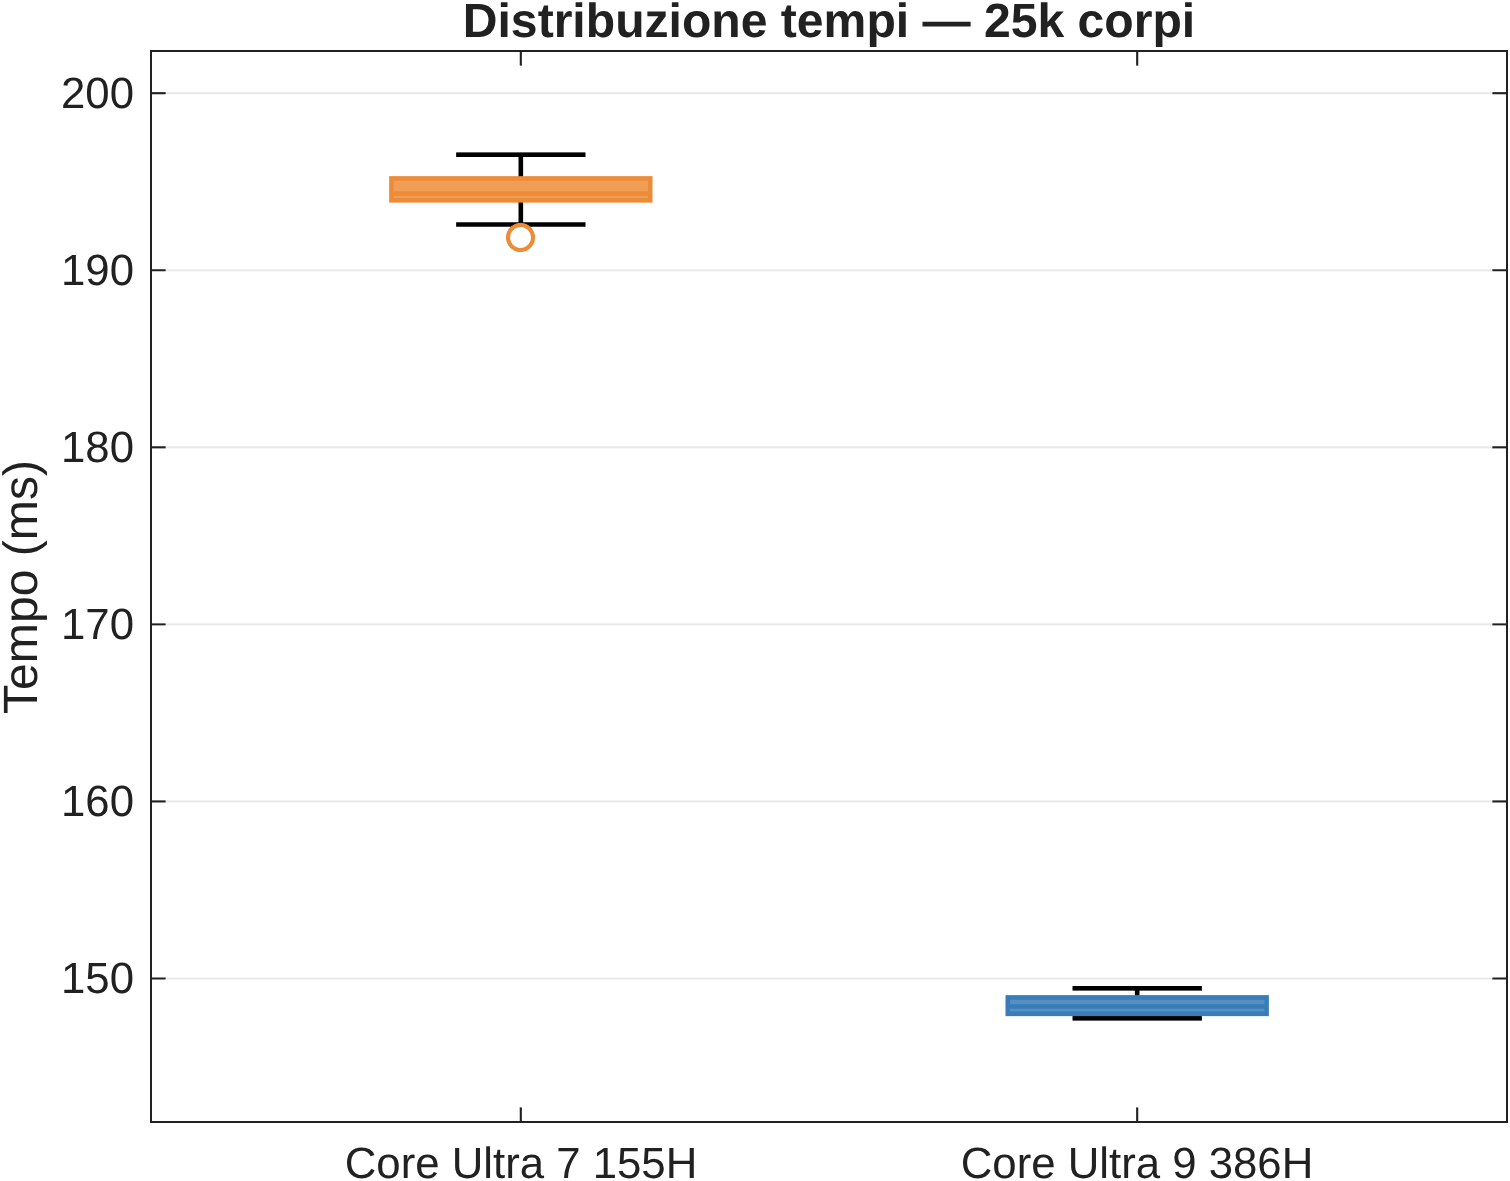 Distribuzione tempi — 25k corpi
Tempo (ms)
200
190
180
170
160
150
Core Ultra 7 155H
Core Ultra 9 386H